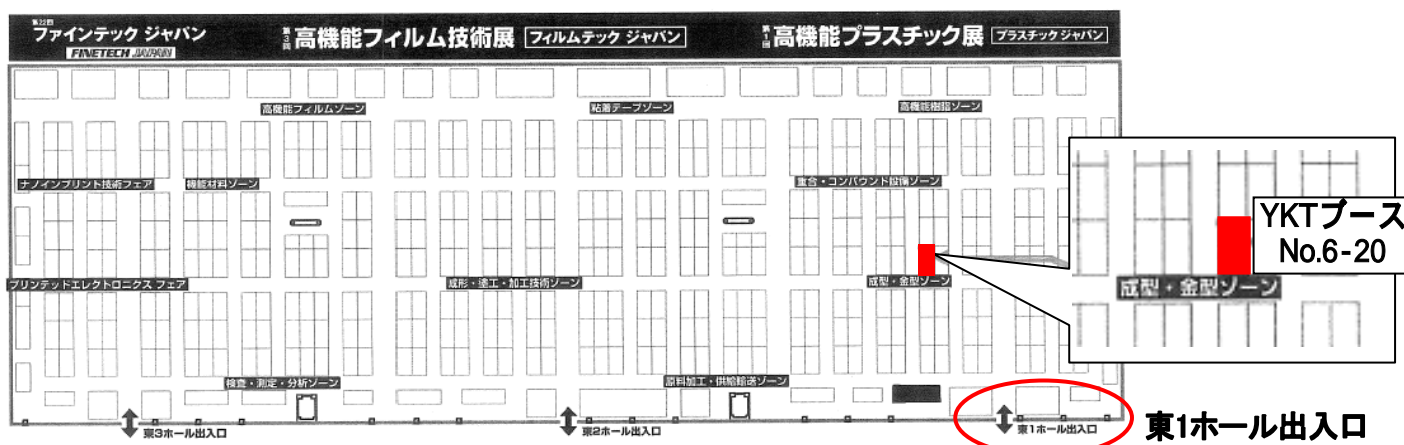 第22回
ファインテック ジャパン
FINETECH JAPAN
第3回 高機能フィルム技術展 フィルムテック ジャパン
第1回 高機能プラスチック展 プラスチック ジャパン
高機能フィルムゾーン
粘着テープゾーン
高機能樹脂ゾーン
ナノインプリント技術フェア
機能材料ゾーン
重合・コンパウンド設備ゾーン
YKTブース
No.6-20
プリンテッドエレクトロニクス フェア
成形・塗工・加工技術ゾーン
成型・金型ゾーン
成型・金型ゾーン
検査・測定・分析ゾーン
原料加工・供給輸送ゾーン
東3ホール出入口
東2ホール出入口
東1ホール出入口
東1ホール出入口